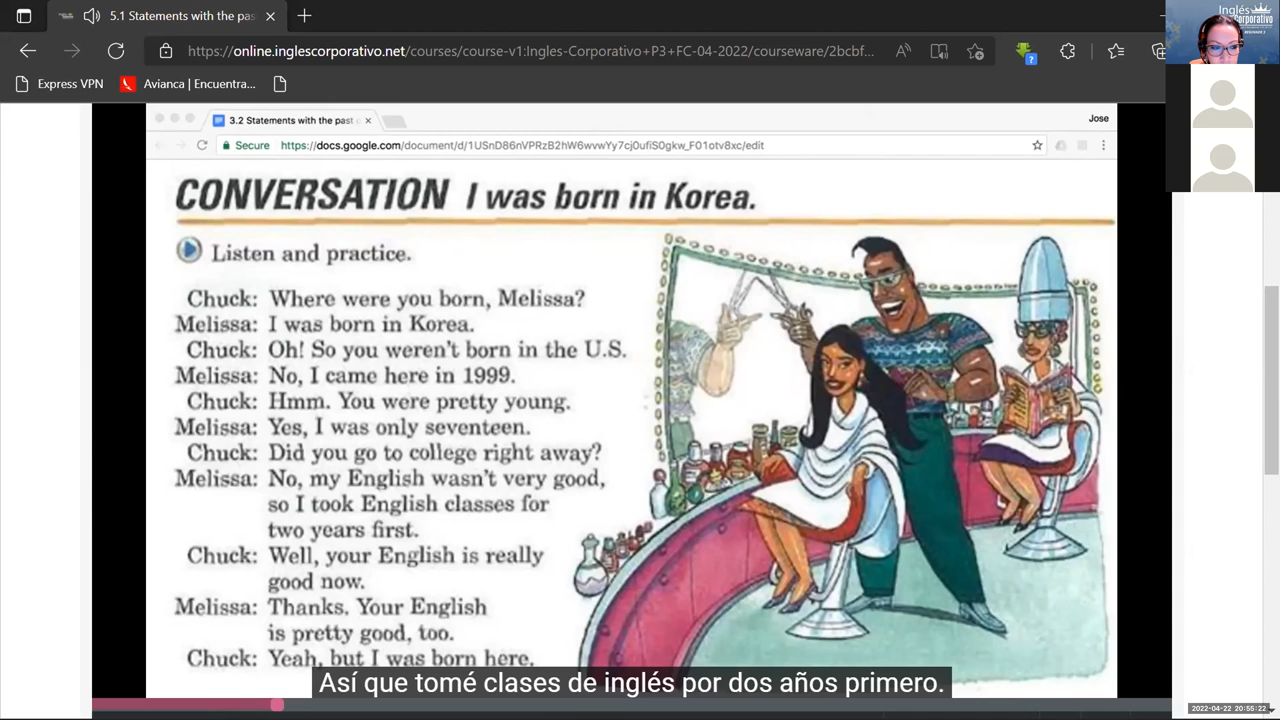 5.1 Statements with the past
https://online.inglescorporativo.net/courses/course-v1:Ingles+Corporativo+P3+FC-04-2022/courseware/2bcbf...
Express VPN
Avianca | Encuentra...
3.2 Statements with the past
Jose
Secure https://docs.google.com/document/d/1USnD86nVPRzB2hW6wvwYy7cj0ufiS0gkw_F01otv8xc/edit
CONVERSATION I was born in Korea.
Listen and practice.
Chuck: Where were you born, Melissa?
Melissa: I was born in Korea.
Chuck: Oh! So you weren't born in the U.S.
Melissa: No, I came here in 1999.
Chuck: Hmm. You were pretty young.
Melissa: Yes, I was only seventeen.
Chuck: Did you go to college right away?
Melissa: No, my English wasn't very good,
so I took English classes for
two years first.
Chuck: Well, your English is really
good now.
Melissa: Thanks. Your English
is pretty good, too.
Chuck: Yeah, but I was born here.
Así que tomé clases de inglés por dos años primero.
Inglés
Corporativo
2022-04-22 20:55:22